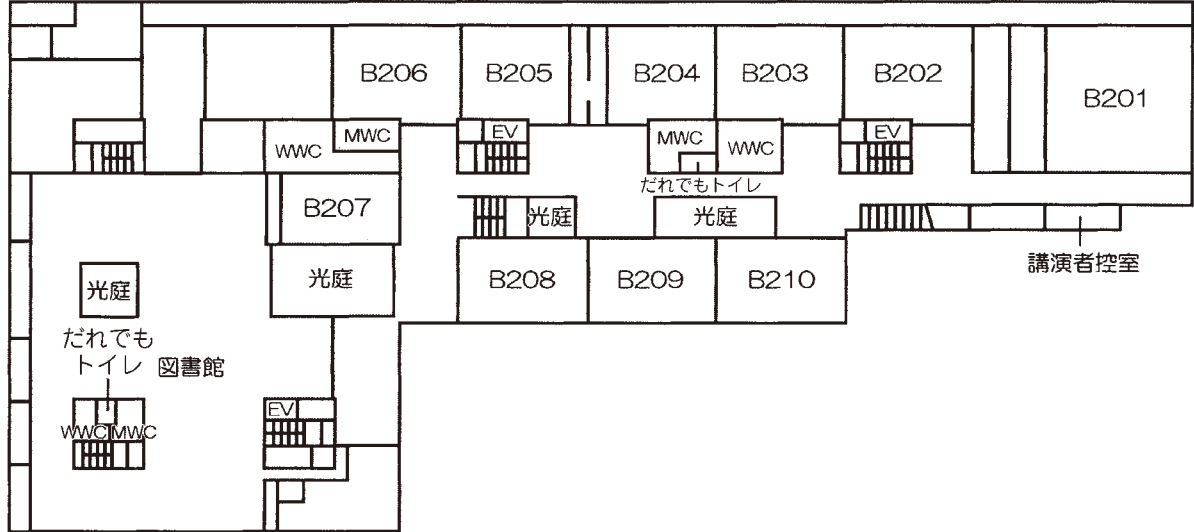 B206
B205
B204
B203
B202
B201
MWC
EV
MWC
EV
WWC
WWC
だれでもトイレ
B207
光庭
光庭
講演者控室
光庭
B208
B209
B210
光庭
だれでも
トイレ
図書館
EV
WWC
MWC